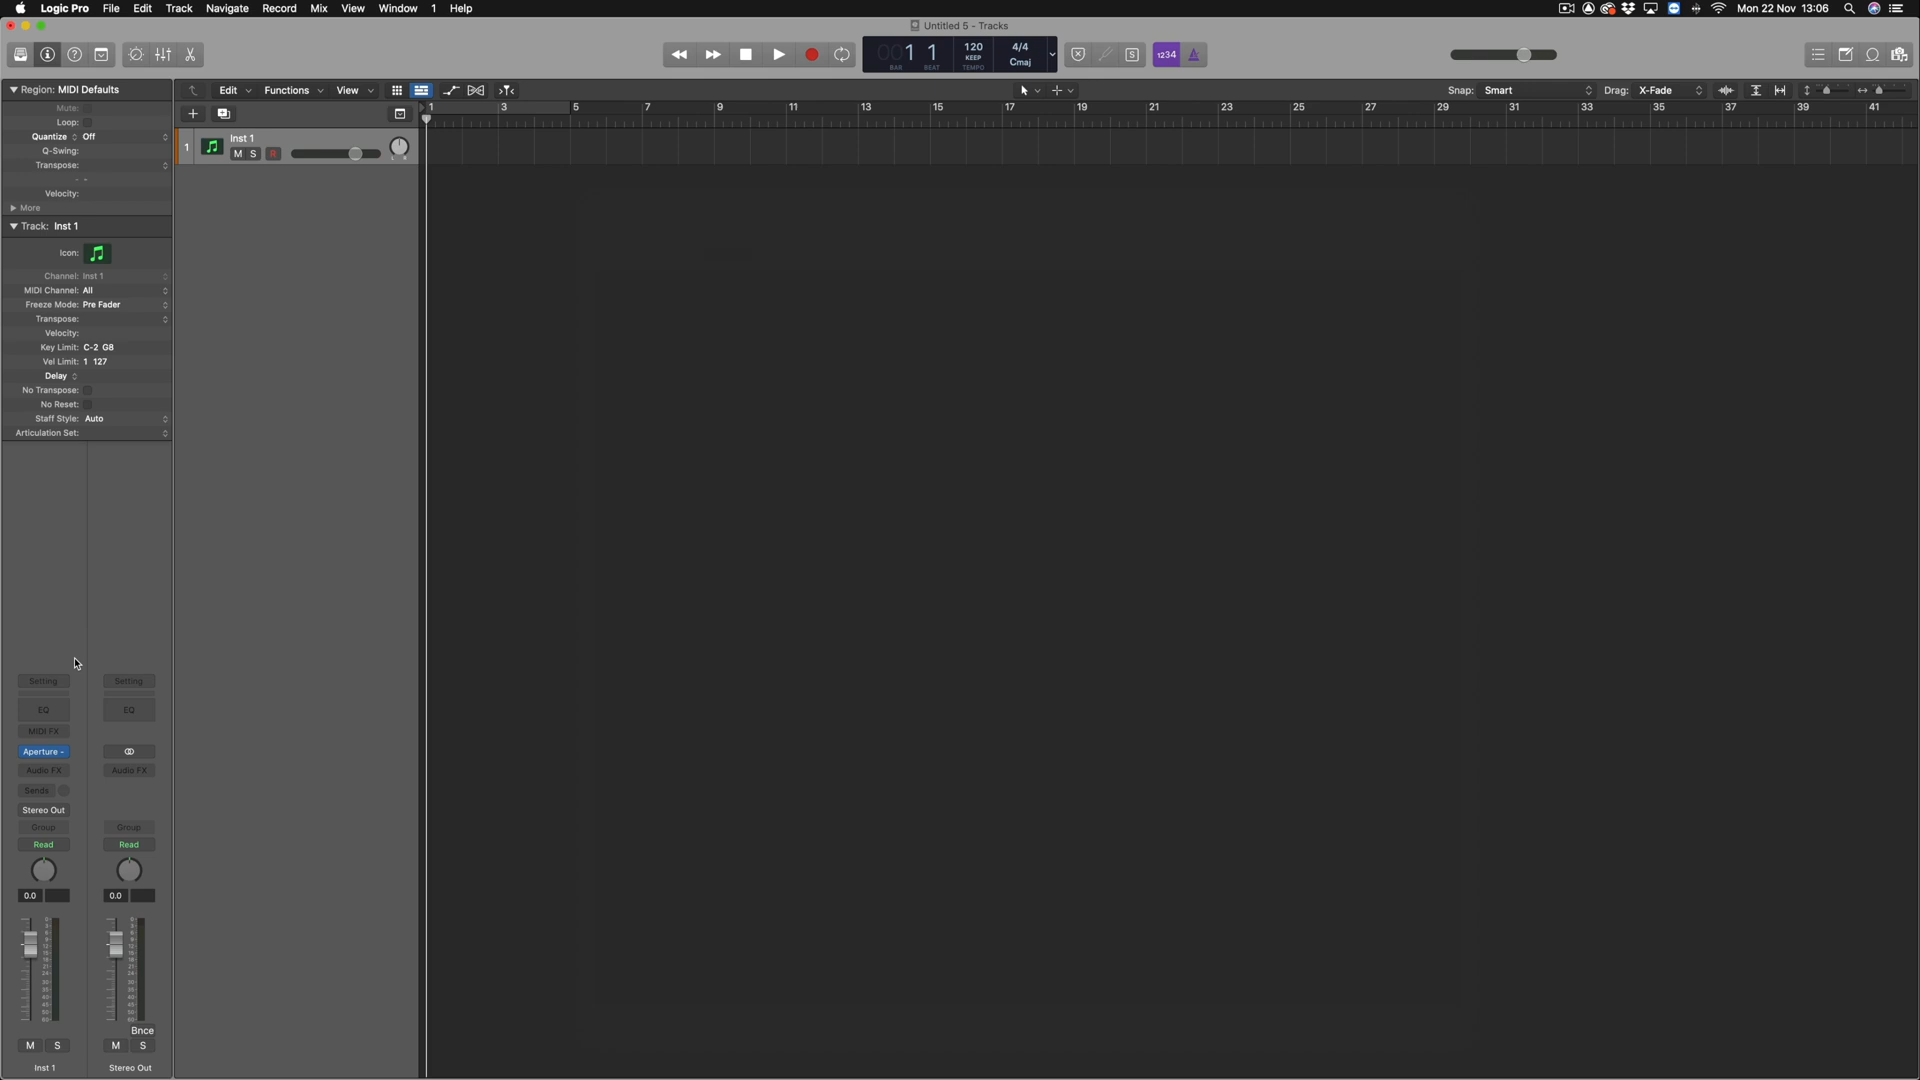 Logic Pro File Edit Track Navigate Record Mix View Window 1 Help Mon 22 Nov 13:06
Untitled 5 - Tracks
001 1 120 4/4
KEEP Cmaj
BAR BEAT TEMPO
S 1234
Region: MIDI Defaults Edit Functions View Snap: Smart Drag: X-Fade
Mute: 1 3 5 7 9 11 13 15 17 19 21 23 25 27 29 31 33 35 37 39 41
Loop:
Quantize Off 1 Inst 1
Q-Swing: M S R L R
Transpose:
- -
Velocity:
More
Track: Inst 1
Icon:
Channel: Inst 1
MIDI Channel: All
Freeze Mode: Pre Fader
Transpose:
Velocity:
Key Limit: C-2 G8
Vel Limit: 1 127
Delay
No Transpose:
No Reset:
Staff Style: Auto
Articulation Set:
Setting Setting
EQ EQ
MIDI FX
Aperture -
Audio FX Audio FX
Sends
Stereo Out
Group Group
Read Read
0.0 0.0
Bnce
M S M S
Inst 1 Stereo Out